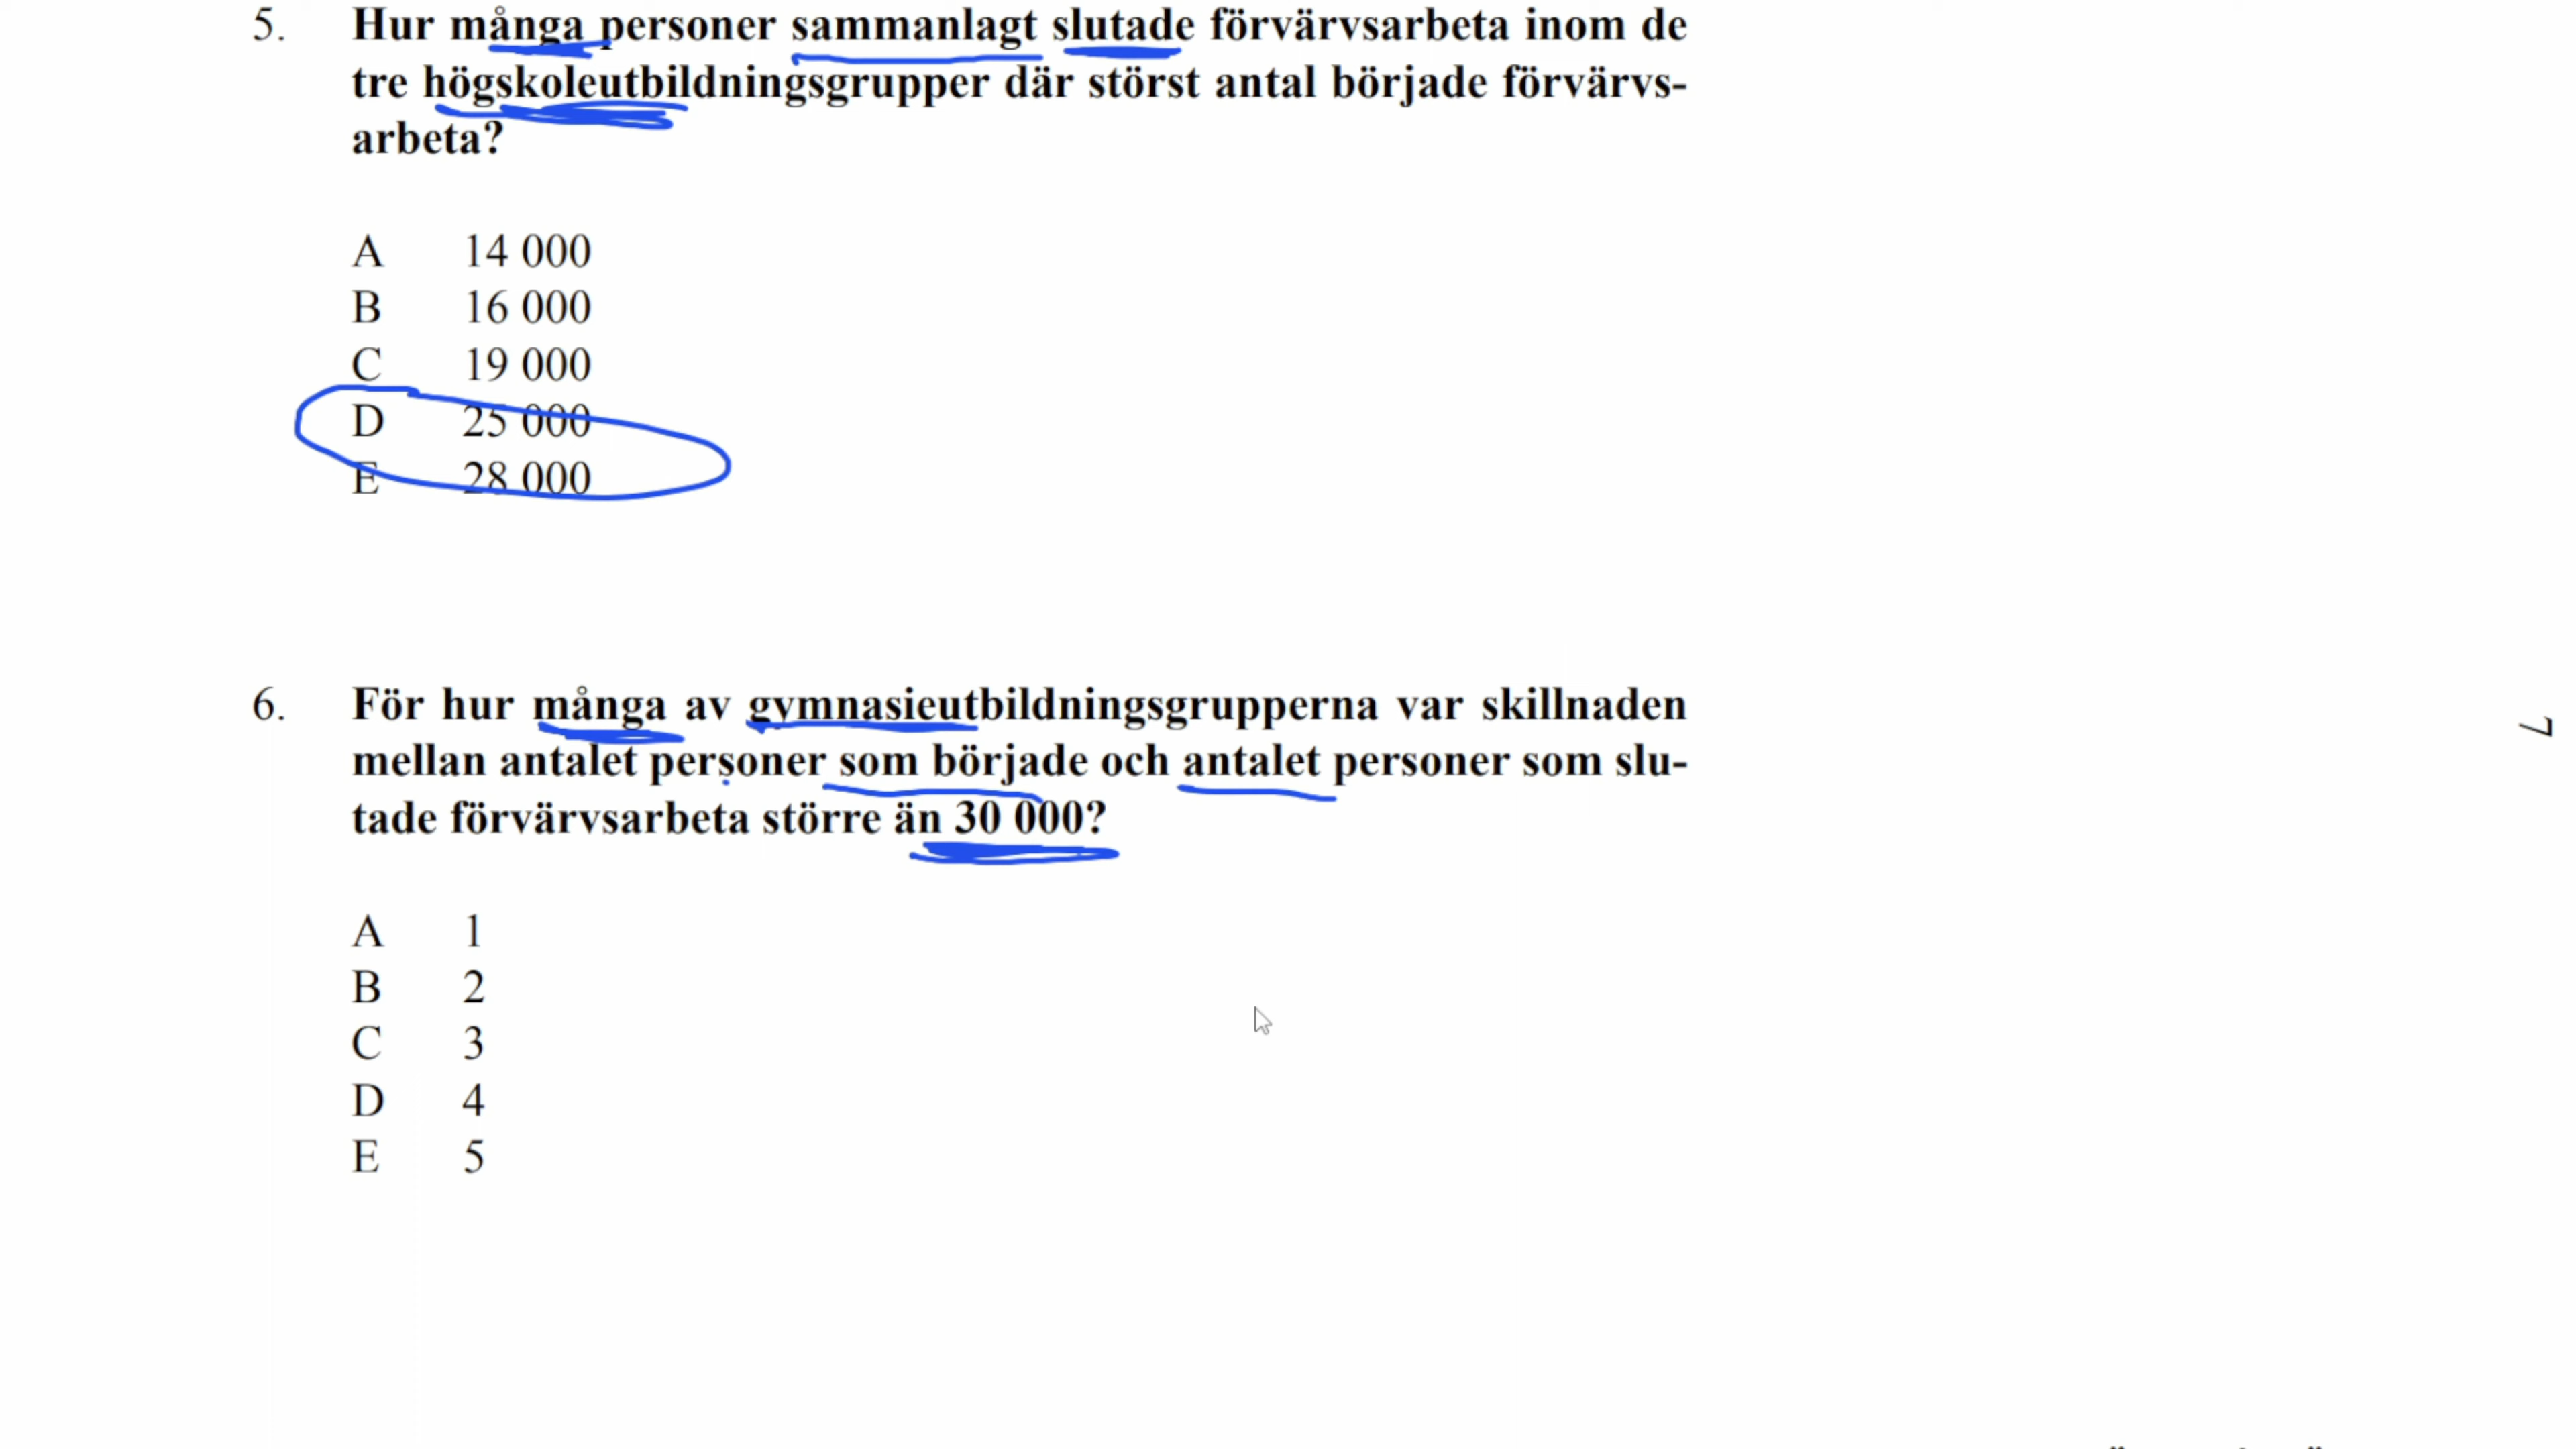 5. Hur många personer sammanlagt slutade förvärvsarbeta inom de
tre högskoleutbildningsgrupper där störst antal började förvärvs-
arbeta?
A 14 000
B 16 000
C 19 000
D 25 000
E 28 000
6. För hur många av gymnasieutbildningsgrupperna var skillnaden
mellan antalet personer som började och antalet personer som slu-
tade förvärvsarbeta större än 30 000?
A 1
B 2
C 3
D 4
E 5
7